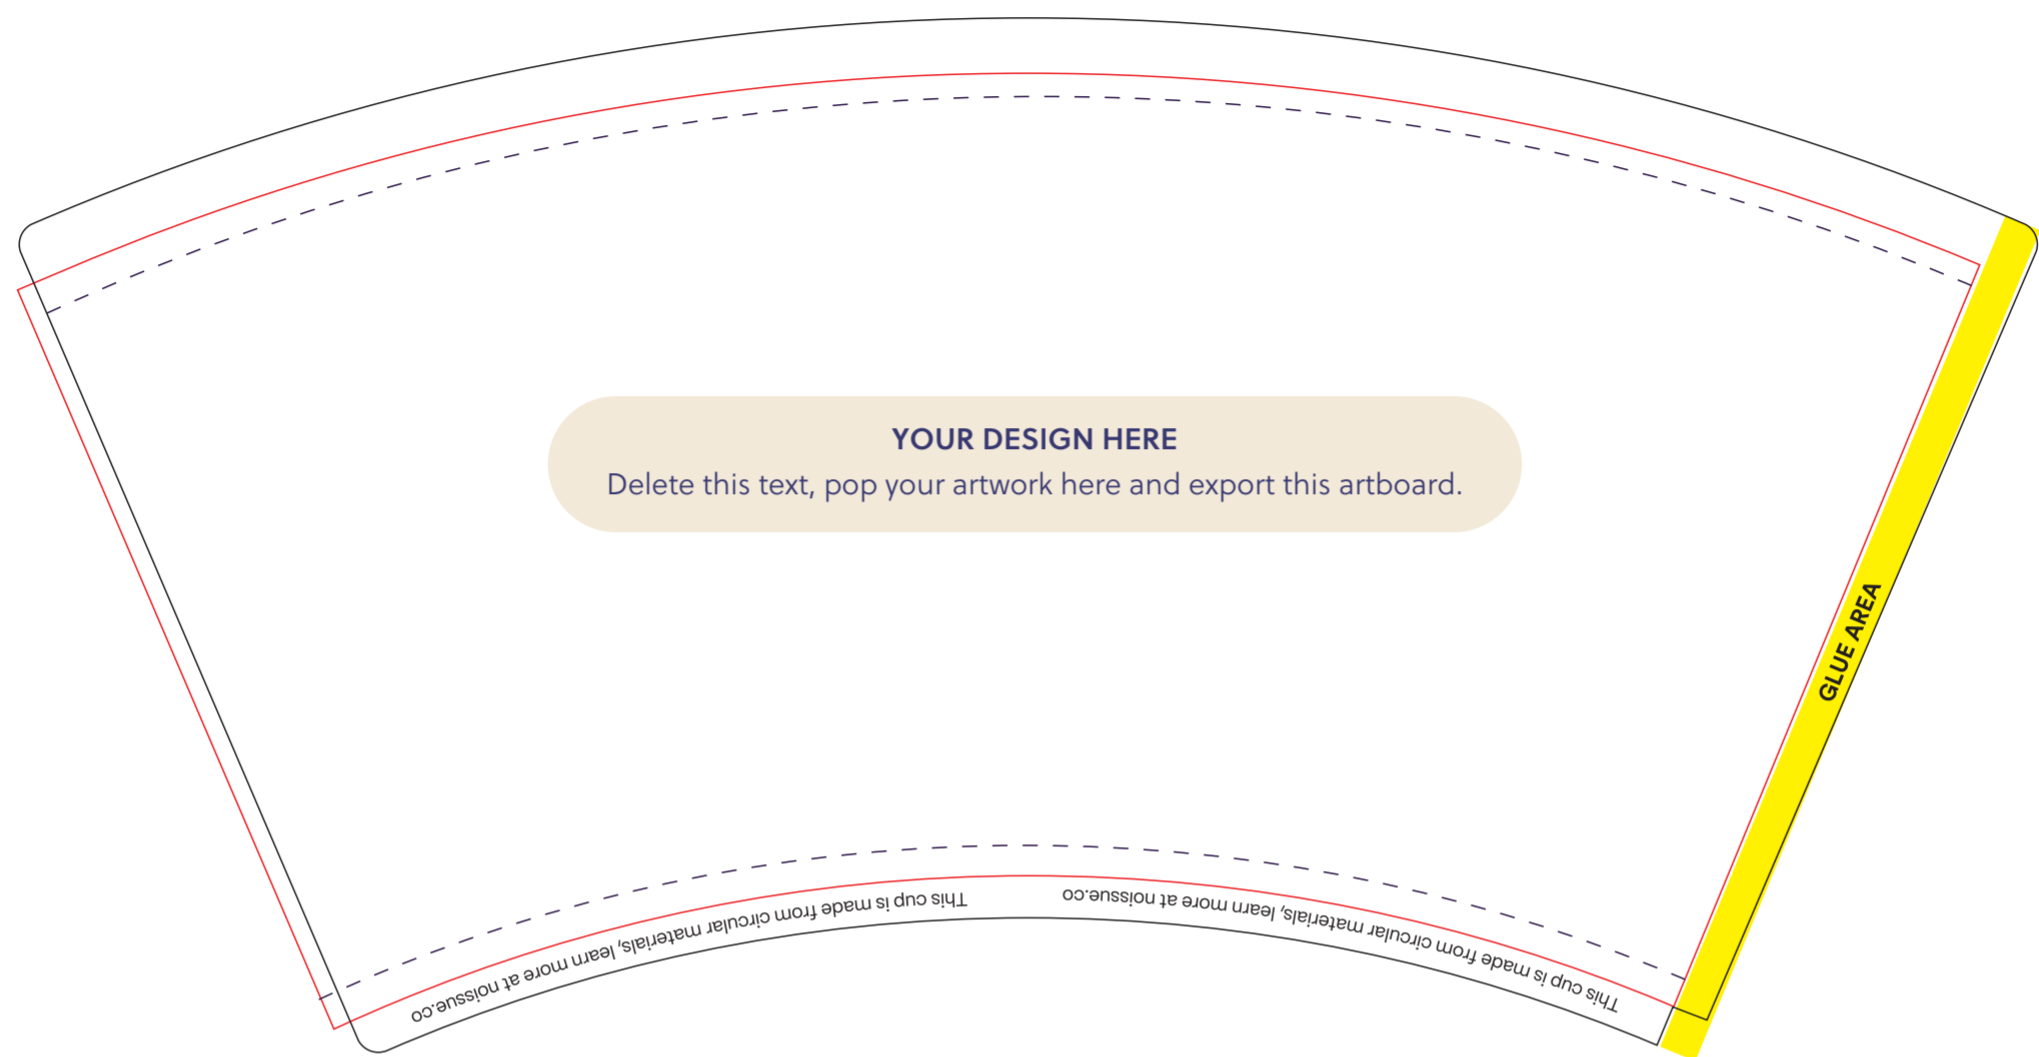 YOUR DESIGN HERE
Delete this text, pop your artwork here and export this artboard.
GLUE AREA
This cup is made from circular materials, learn more at noissue.co
This cup is made from circular materials, learn more at noissue.co